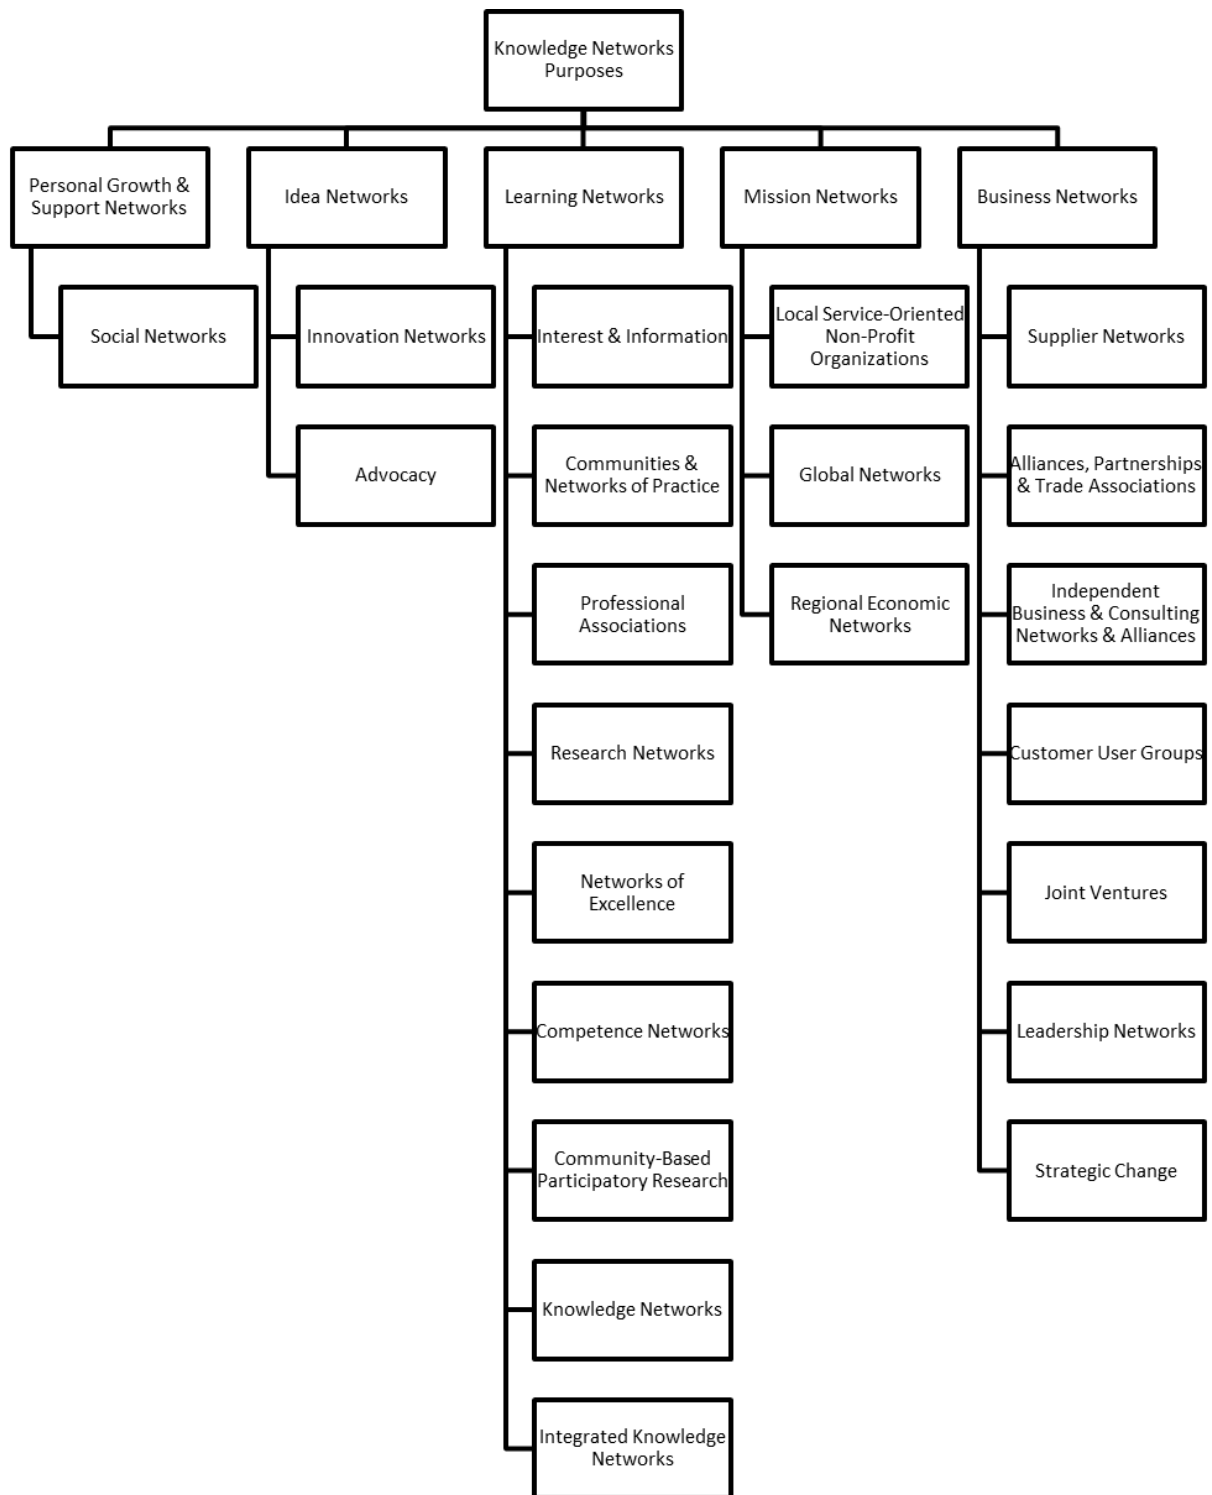 Knowledge Networks
Purposes
Personal Growth &
Support Networks
Idea Networks
Learning Networks
Mission Networks
Business Networks
Social Networks
Innovation Networks
Advocacy
Interest & Information
Communities &
Networks of Practice
Professional
Associations
Research Networks
Networks of
Excellence
Competence Networks
Community-Based
Participatory Research
Knowledge Networks
Integrated Knowledge
Networks
Local Service-Oriented
Non-Profit
Organizations
Global Networks
Regional Economic
Networks
Supplier Networks
Alliances, Partnerships
& Trade Associations
Independent
Business & Consulting
Networks & Alliances
Customer User Groups
Joint Ventures
Leadership Networks
Strategic Change